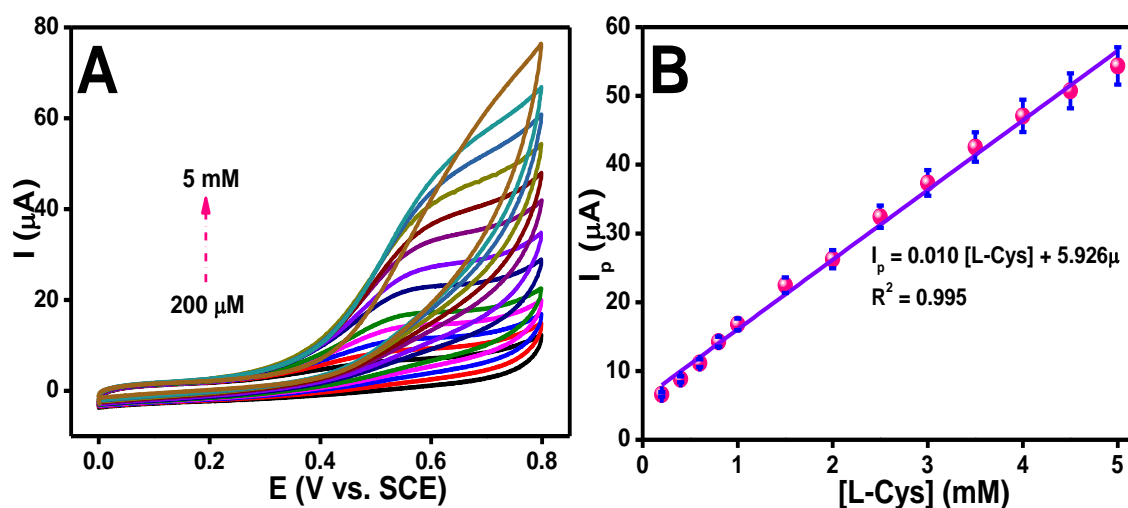 A
80
60
40
20
0
I (μA)
5 mM
200 μM
0.0 0.2 0.4 0.6 0.8
E (V vs. SCE)
B
60
50
40
30
20
10
0
I_p (μA)
I_p = 0.010 [L-Cys] + 5.926μ
R² = 0.995
0 1 2 3 4 5
[L-Cys] (mM)